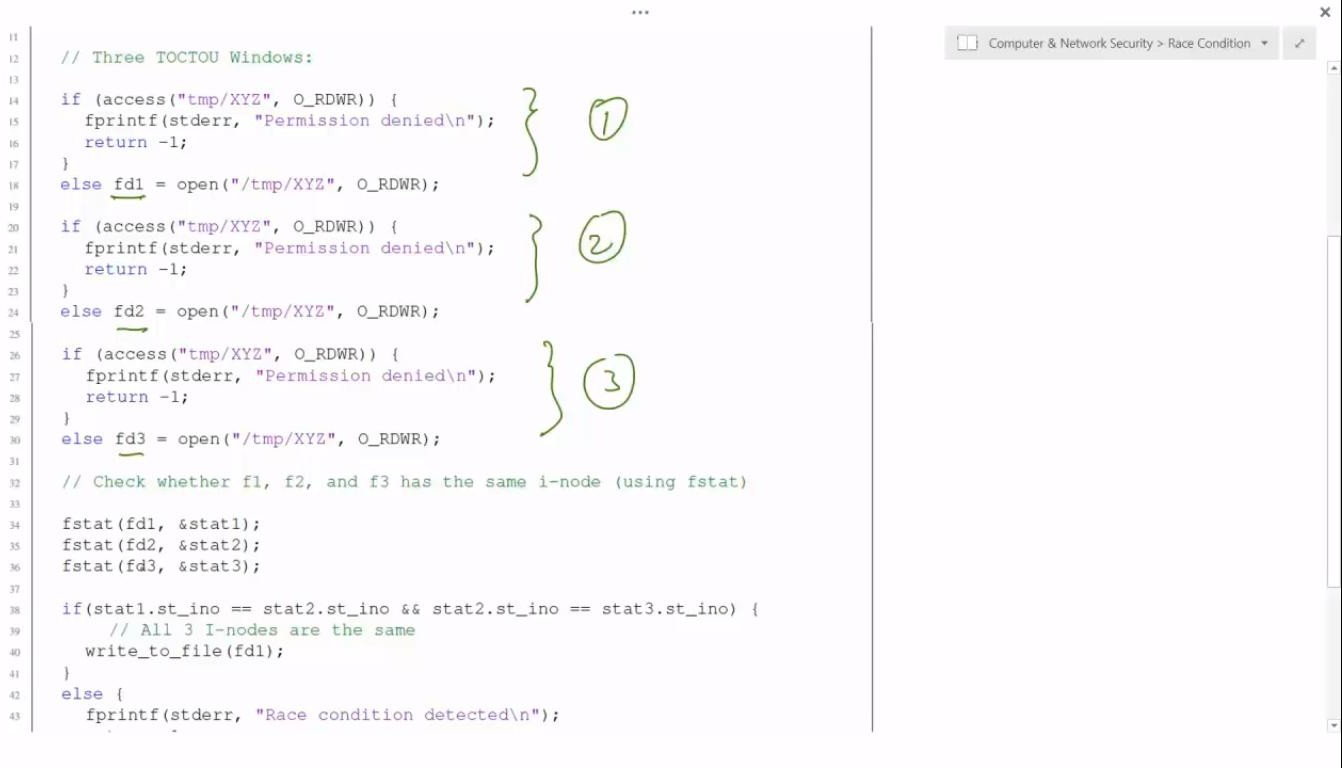 ...
×
Computer & Network Security > Race Condition
11
12 // Three TOCTOU Windows:
13
14 if (access("tmp/XYZ", O_RDWR)) {
15 fprintf(stderr, "Permission denied\n");
16 return -1;
17 }
18 else fd1 = open("/tmp/XYZ", O_RDWR);
1
19
20 if (access("tmp/XYZ", O_RDWR)) {
21 fprintf(stderr, "Permission denied\n");
22 return -1;
23 }
24 else fd2 = open("/tmp/XYZ", O_RDWR);
2
25
26 if (access("tmp/XYZ", O_RDWR)) {
27 fprintf(stderr, "Permission denied\n");
28 return -1;
29 }
30 else fd3 = open("/tmp/XYZ", O_RDWR);
3
31
32 // Check whether f1, f2, and f3 has the same i-node (using fstat)
33
34 fstat(fd1, &stat1);
35 fstat(fd2, &stat2);
36 fstat(fd3, &stat3);
37
38 if(stat1.st_ino == stat2.st_ino && stat2.st_ino == stat3.st_ino) {
39 // All 3 I-nodes are the same
40 write_to_file(fd1);
41 }
42 else {
43 fprintf(stderr, "Race condition detected\n");